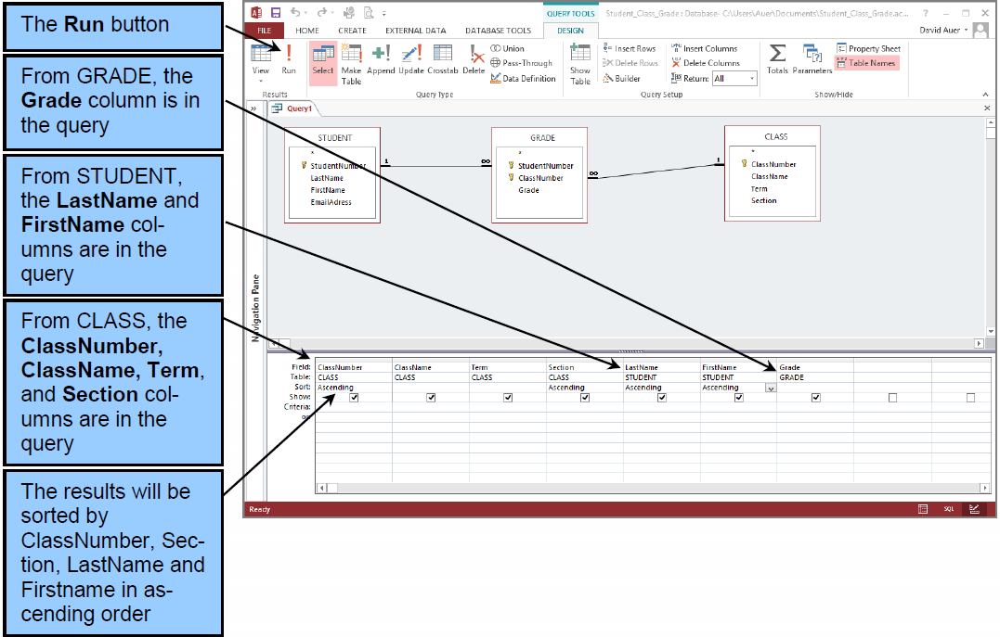 The Run button
From GRADE, the
Grade column is in
the query
From STUDENT,
the LastName and
FirstName col-
umns are in the
query
From CLASS, the
ClassNumber,
ClassName, Term,
and Section col-
umns are in the
query
The results will be
sorted by
ClassNumber, Sec-
tion, LastName and
Firstname in as-
cending order
QUERY TOOLS Student_Class_Grade : Database- C:\Users\Auer\Documents\Student_Class_Grade.ac... ?
FILE HOME CREATE EXTERNAL DATA DATABASE TOOLS DESIGN David Auer
View Run Select Make Table Append Update Crosstab Delete
Union
Pass-Through
Data Definition
Show Table
Insert Rows
Delete Rows
Builder
Insert Columns
Delete Columns
Return: All
Totals Parameters
Property Sheet
Table Names
Results Query Type Query Setup Show/Hide
Query1
Navigation Pane
STUDENT
*
StudentNumber
LastName
FirstName
EmailAdress
1 ∞
GRADE
*
StudentNumber
ClassNumber
Grade
∞ 1
CLASS
*
ClassNumber
ClassName
Term
Section
Field: ClassNumber ClassName Term Section LastName FirstName Grade
Table: CLASS CLASS CLASS CLASS STUDENT STUDENT GRADE
Sort: Ascending Ascending Ascending Ascending
Show:
Criteria:
or
Ready SQL